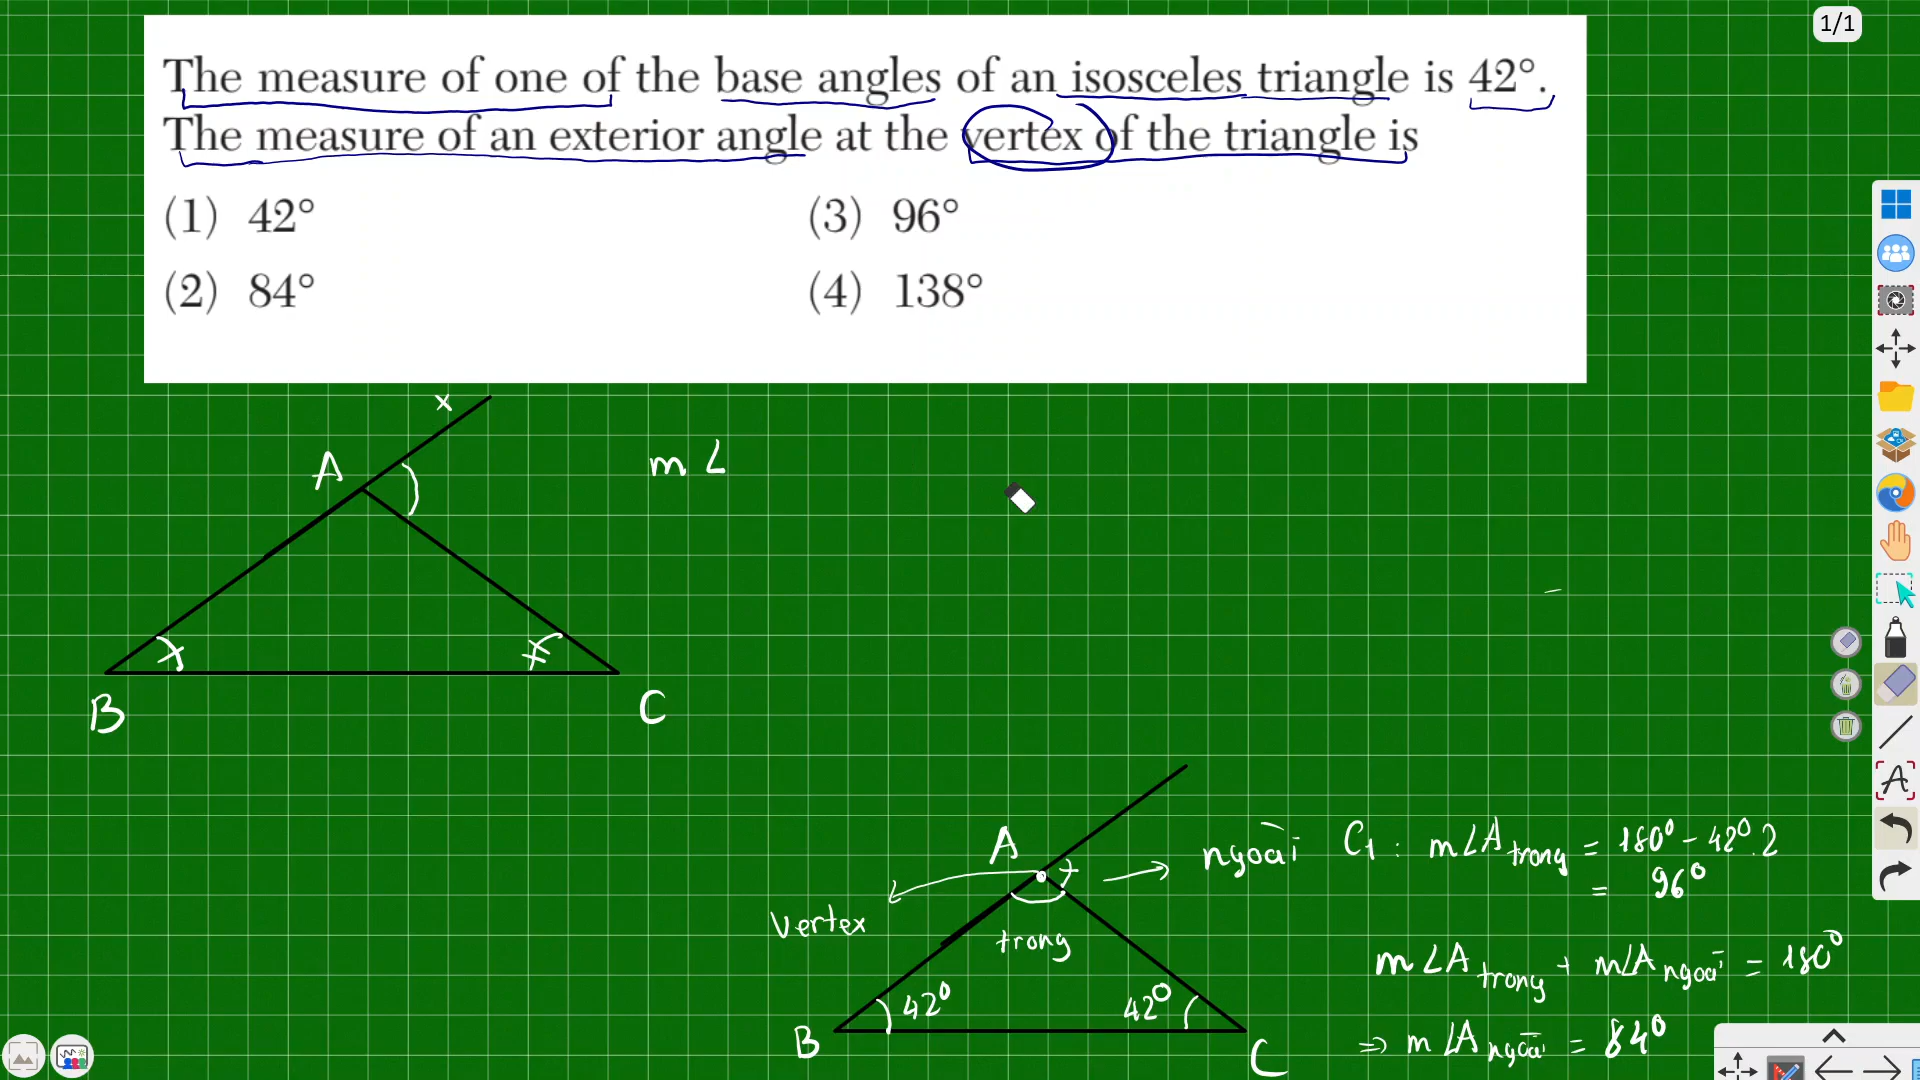 1/1
The measure of one of the base angles of an isosceles triangle is 42°.
The measure of an exterior angle at the vertex of the triangle is
(1) 42° (3) 96°
(2) 84° (4) 138°
x
A
m∠
B
C
A
ngoài C1 : m∠A trong = 180° - 42°.2
= 96°
vertex
trong
m∠A trong + m∠A ngoài = 180°
42° 42°
B
C
=> m∠A ngoài = 84°